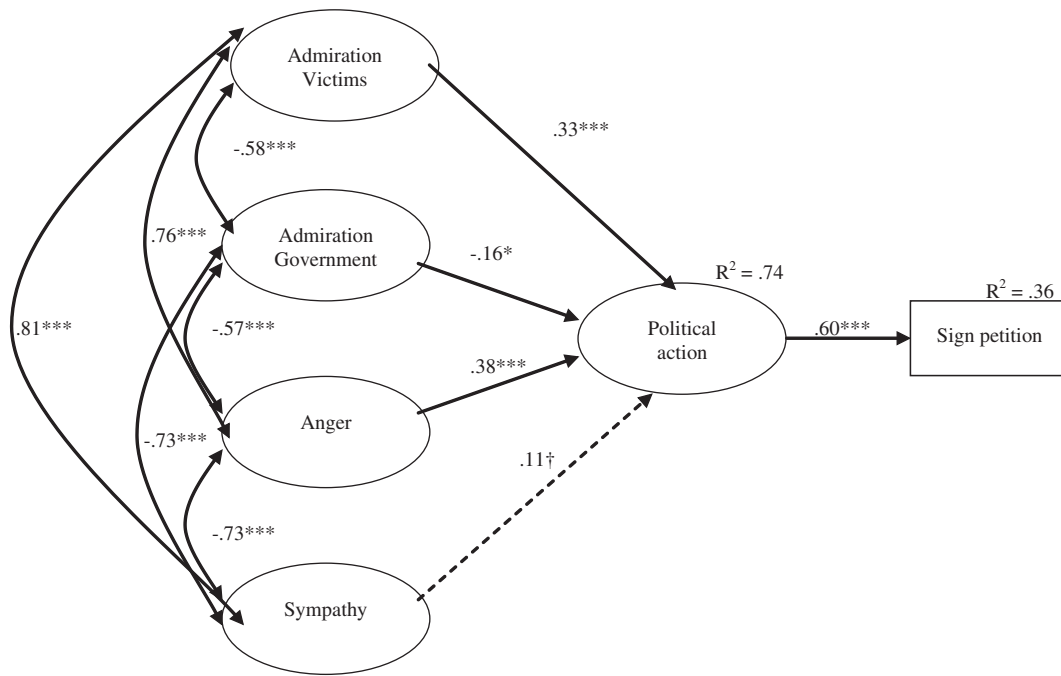 Admiration
Victims
.33***
-.58***
Admiration
Government
.76***
-.16*
R² = .74
R² = .36
.81***
-.57***
Political
action
.60***
Sign petition
.38***
Anger
-.73***
.11†
-.73***
Sympathy